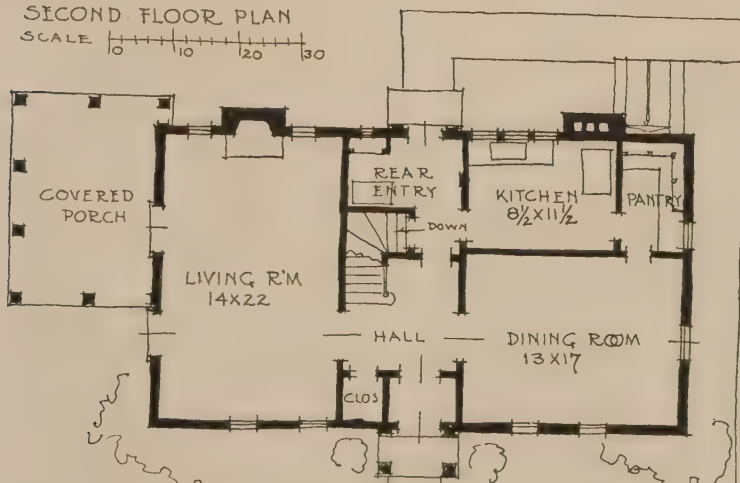 SECOND FLOOR PLAN
SCALE
0 10 20 30
COVERED
PORCH
REAR
ENTRY
KITCHEN
8½X11½
PANTRY
DOWN
LIVING R'M
14X22
HALL
DINING ROOM
13X17
CLOS